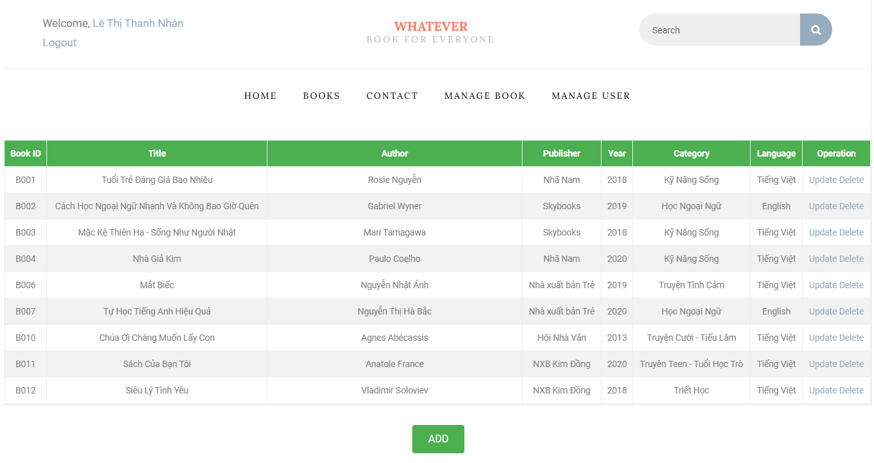 Welcome, Lê Thị Thanh Nhàn
Logout
WHATEVER
BOOK FOR EVERYONE
Search
HOME BOOKS CONTACT MANAGE BOOK MANAGE USER
Book ID Title Author Publisher Year Category Language Operation
B001 Tuổi Trẻ Đáng Giá Bao Nhiêu Rosie Nguyễn Nhã Nam 2018 Kỹ Năng Sống Tiếng Việt Update Delete
B002 Cách Học Ngoại Ngữ Nhanh Và Không Bao Giờ Quên Gabriel Wyner Skybooks 2019 Học Ngoại Ngữ English Update Delete
B003 Mặc Kệ Thiên Hạ - Sống Như Người Nhật Mari Tamagawa Skybooks 2018 Kỹ Năng Sống Tiếng Việt Update Delete
B004 Nhà Giả Kim Paulo Coelho Nhã Nam 2020 Kỹ Năng Sống Tiếng Việt Update Delete
B006 Mắt Biếc Nguyễn Nhật Ánh Nhà xuất bản Trẻ 2019 Truyện Tình Cảm Tiếng Việt Update Delete
B007 Tự Học Tiếng Anh Hiệu Quả Nguyễn Thị Hà Bắc Nhà xuất bản Trẻ 2020 Học Ngoại Ngữ English Update Delete
B010 Chúa Ơi Chàng Muốn Lấy Con Agnes Abécassis Hội Nhà Văn 2013 Truyện Cười - Tiếu Lâm Tiếng Việt Update Delete
B011 Sách Của Bạn Tôi Anatole France NXB Kim Đồng 2020 Truyện Teen - Tuổi Học Trò Tiếng Việt Update Delete
B012 Siêu Lý Tình Yêu Vladimir Soloviev NXB Kim Đồng 2018 Triết Học Tiếng Việt Update Delete
ADD